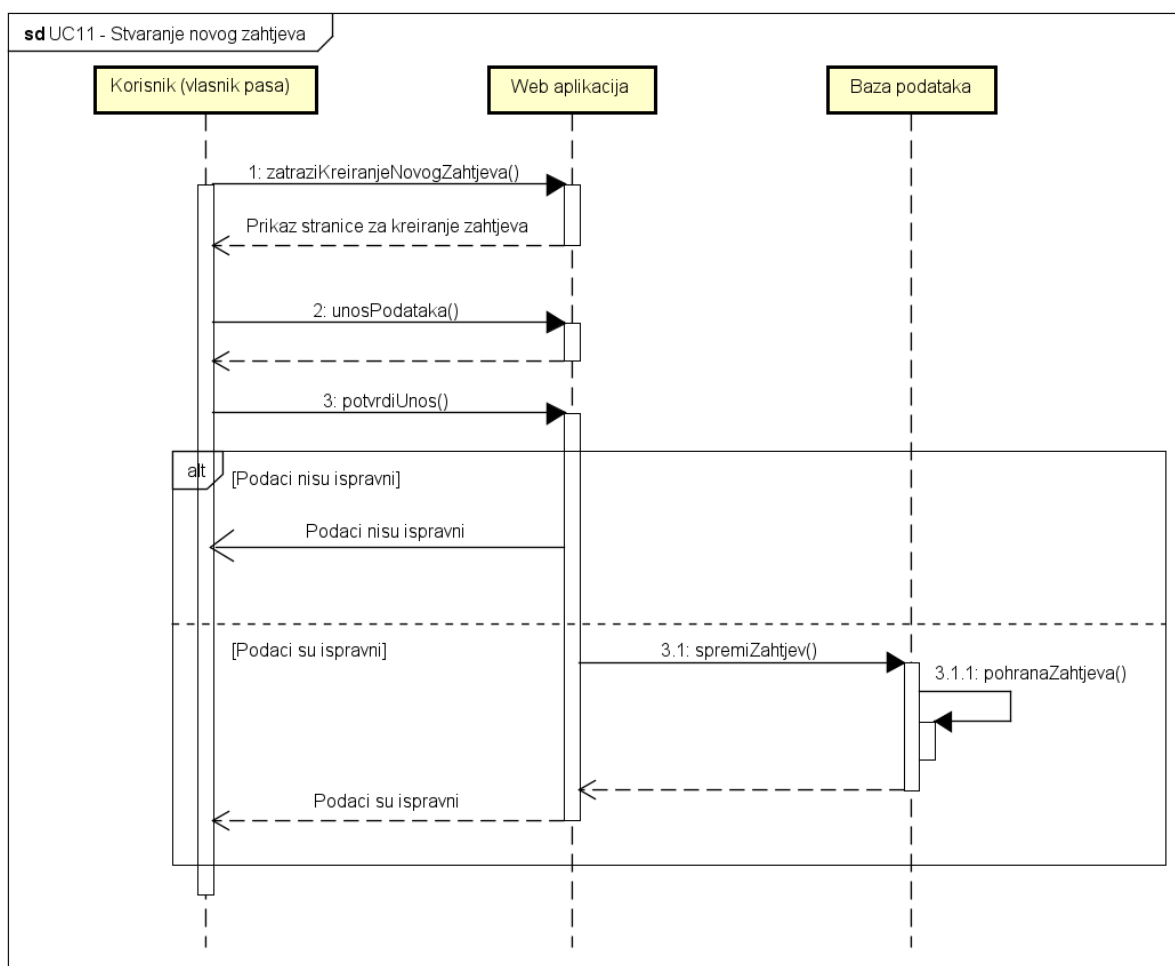 sd UC11 - Stvaranje novog zahtjeva
Korisnik (vlasnik pasa)
Web aplikacija
Baza podataka
1: zatraziKreiranjeNovogZahtjeva()
Prikaz stranice za kreiranje zahtjeva
2: unosPodataka()
3: potvrdiUnos()
alt
[Podaci nisu ispravni]
Podaci nisu ispravni
[Podaci su ispravni]
3.1: spremiZahtjev()
3.1.1: pohranaZahtjeva()
Podaci su ispravni